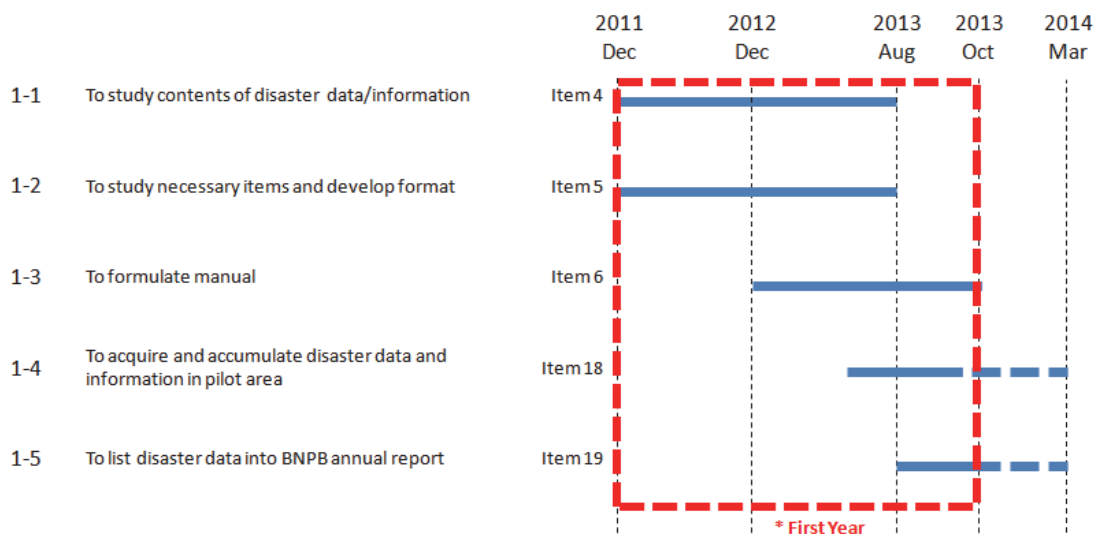 2011 2012 2013 2013 2014
Dec Dec Aug Oct Mar
1-1 To study contents of disaster data/information Item 4
1-2 To study necessary items and develop format Item 5
1-3 To formulate manual Item 6
1-4 To acquire and accumulate disaster data and
information in pilot area Item 18
1-5 To list disaster data into BNPB annual report Item 19
* First Year